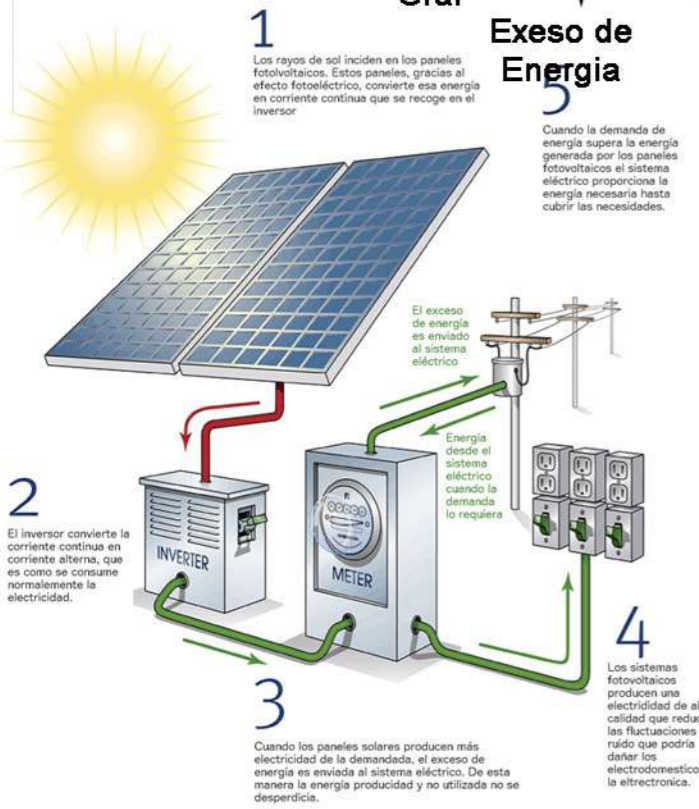 Exeso de
Energia
1
Los rayos de sol inciden en los paneles
fotolvoltaicos. Estos paneles, gracias al
efecto fotoeléctrico, convierte esa energía
en corriente continua que se recoge en el
inversor
5
Cuando la demanda de
energía supera la energía
generada por los paneles
fotovoltaicos el sistema
eléctrico proporciona la
energía necesaria hasta
cubrir las necesidades.
El exceso
de energía
es enviado
al sistema
eléctrico
Energía
desde el
sistema
eléctrico
cuando la
demanda
lo requiera
2
El inversor convierte la
corriente continua en
corriente alterna, que
es como se consume
normalemente la
electricidad.
INVERTER
METER
3
Cuando los paneles solares producen más
electricidad de la demandada, el exceso de
energía es enviada al sistema eléctrico. De esta
manera la energía producidad y no utilizada no se
desperdicia.
4
Los sistemas
fotovoltaicos
producen una
electrididad de al
calidad que reduc
las fluctuaciones
ruido que podría
dañar los
electrodomestico
la eltrectronica.